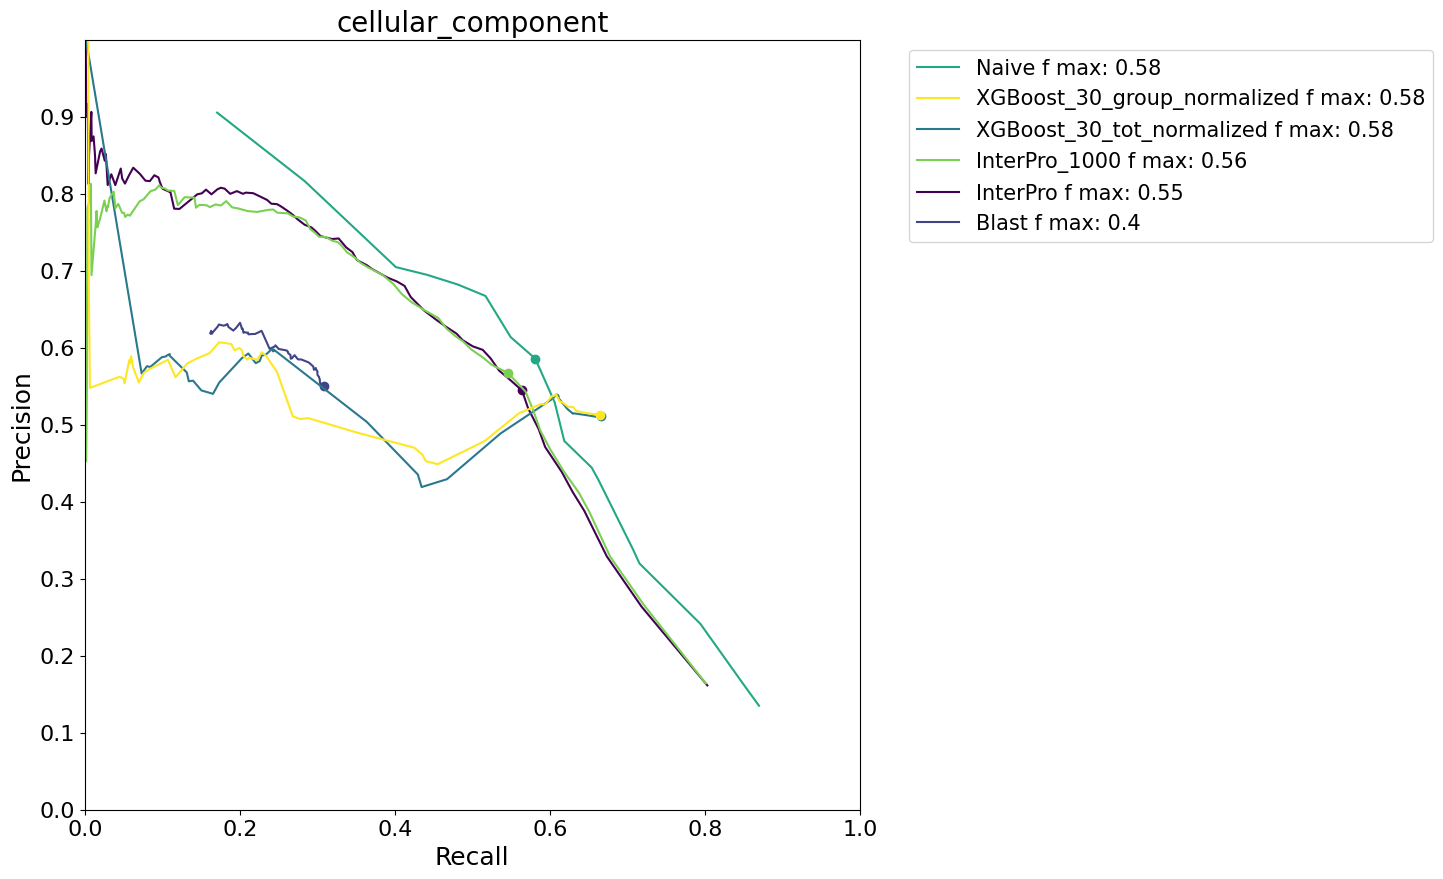 cellular_component
Naive f max: 0.58
XGBoost_30_group_normalized f max: 0.58
XGBoost_30_tot_normalized f max: 0.58
InterPro_1000 f max: 0.56
InterPro f max: 0.55
Blast f max: 0.4
Precision
0.9
0.8
0.7
0.6
0.5
0.4
0.3
0.2
0.1
0.0
0.0 0.2 0.4 0.6 0.8 1.0
Recall